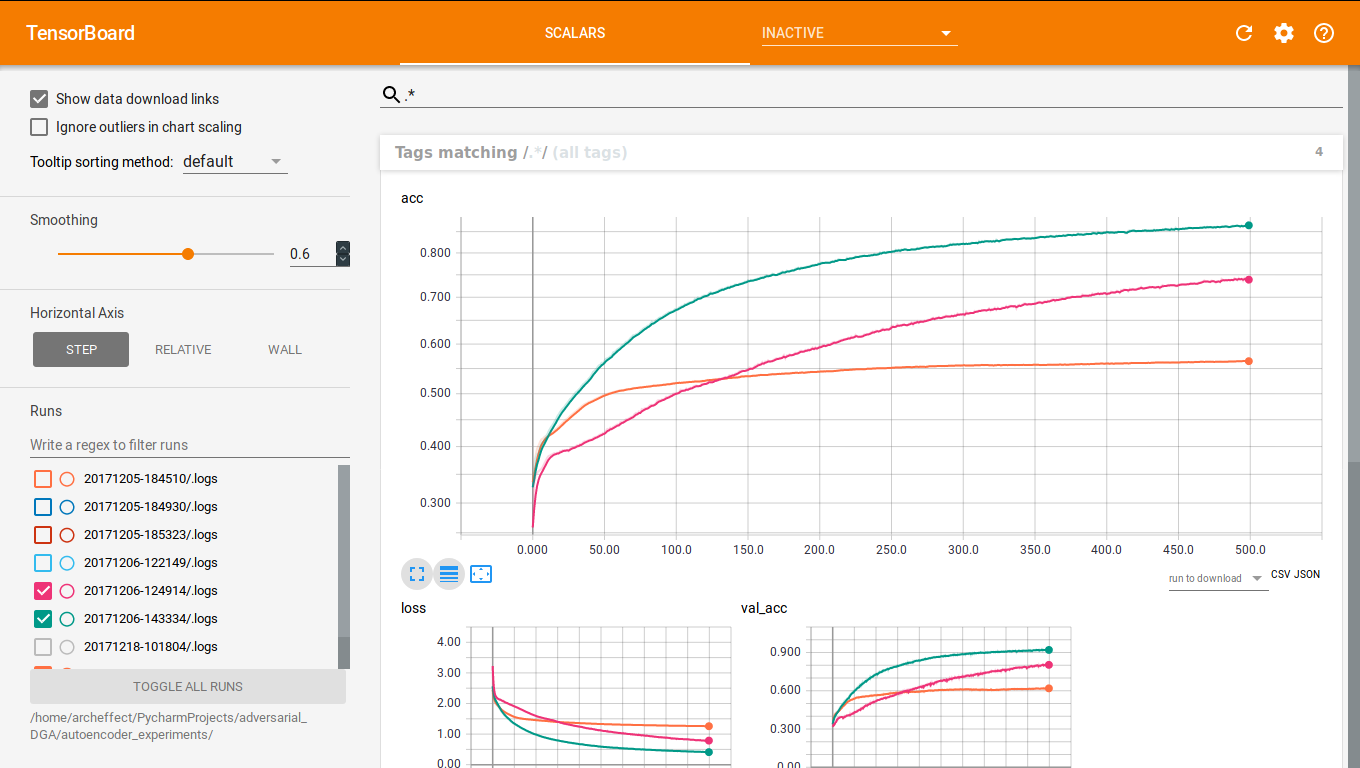 TensorBoard
SCALARS
INACTIVE
Show data download links
Ignore outliers in chart scaling
Tooltip sorting method: default
Smoothing
0.6
Horizontal Axis
STEP RELATIVE WALL
Runs
Write a regex to filter runs
20171205-184510/.logs
20171205-184930/.logs
20171205-185323/.logs
20171206-122149/.logs
20171206-124914/.logs
20171206-143334/.logs
20171218-101804/.logs
TOGGLE ALL RUNS
/home/archeffect/PycharmProjects/adversarial_
DGA/autoencoder_experiments/
.*
Tags matching /.*/ (all tags) 4
acc
0.800
0.700
0.600
0.500
0.400
0.300
0.000 50.00 100.0 150.0 200.0 250.0 300.0 350.0 400.0 450.0 500.0
run to download CSV JSON
loss
4.00
3.00
2.00
1.00
0.00
val_acc
0.900
0.600
0.300
0.00